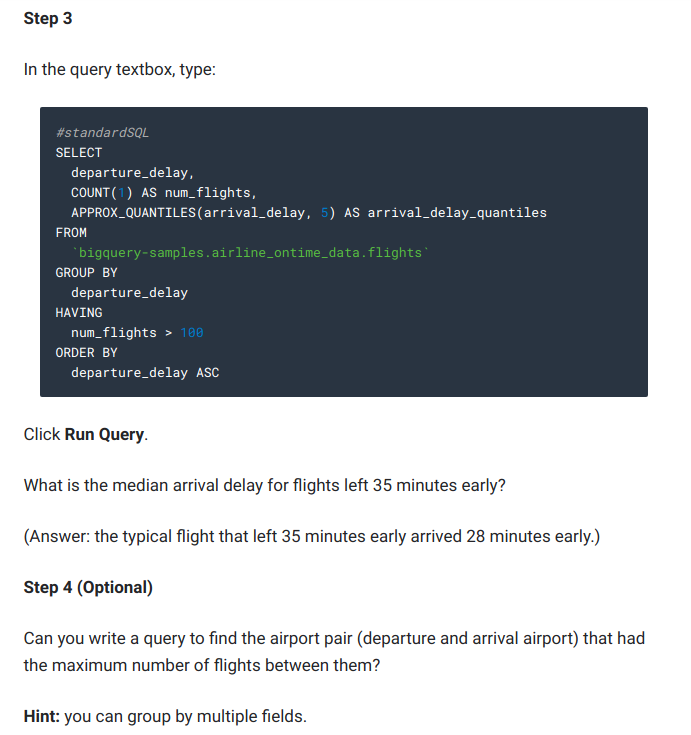 Step 3
In the query textbox, type:
#standardSQL
SELECT
departure_delay,
COUNT(1) AS num_flights,
APPROX_QUANTILES(arrival_delay, 5) AS arrival_delay_quantiles
FROM
`bigquery-samples.airline_ontime_data.flights`
GROUP BY
departure_delay
HAVING
num_flights > 100
ORDER BY
departure_delay ASC
Click Run Query.
What is the median arrival delay for flights left 35 minutes early?
(Answer: the typical flight that left 35 minutes early arrived 28 minutes early.)
Step 4 (Optional)
Can you write a query to find the airport pair (departure and arrival airport) that had
the maximum number of flights between them?
Hint: you can group by multiple fields.